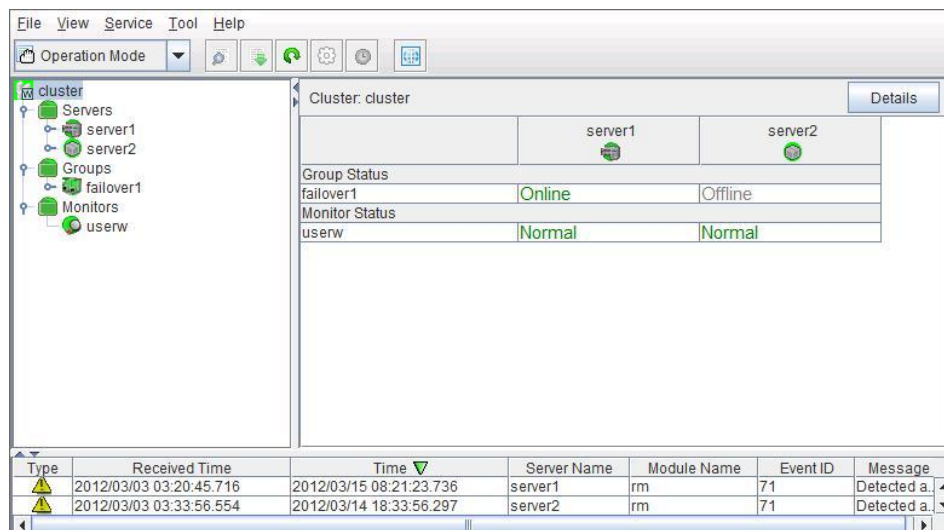 File View Service Tool Help
Operation Mode
cluster
Servers
server1
server2
Groups
failover1
Monitors
userw
Cluster: cluster Details
server1 server2
Group Status
failover1 Online Offline
Monitor Status
userw Normal Normal
Type Received Time Time Server Name Module Name Event ID Message
2012/03/03 03:20:45.716 2012/03/15 08:21:23.736 server1 rm 71 Detected a..
2012/03/03 03:33:56.554 2012/03/14 18:33:56.297 server2 rm 71 Detected a..